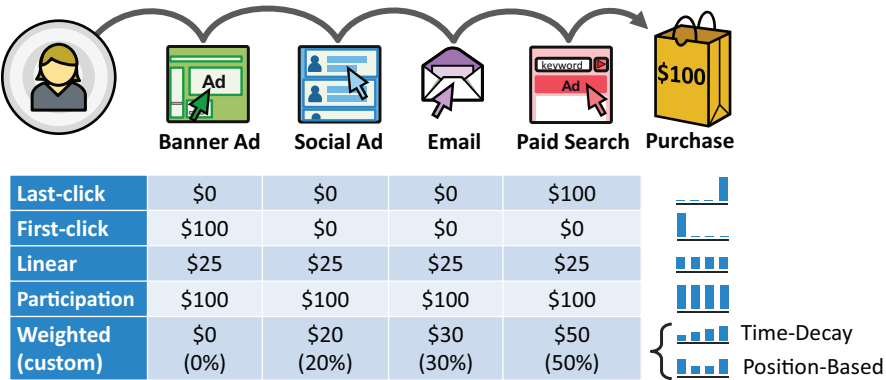 Ad
keyword
Ad
$100
Banner Ad Social Ad Email Paid Search Purchase
Last-click $0 $0 $0 $100
First-click $100 $0 $0 $0
Linear $25 $25 $25 $25
Participation $100 $100 $100 $100
Weighted $0 $20 $30 $50
(custom) (0%) (20%) (30%) (50%)
Time-Decay
Position-Based